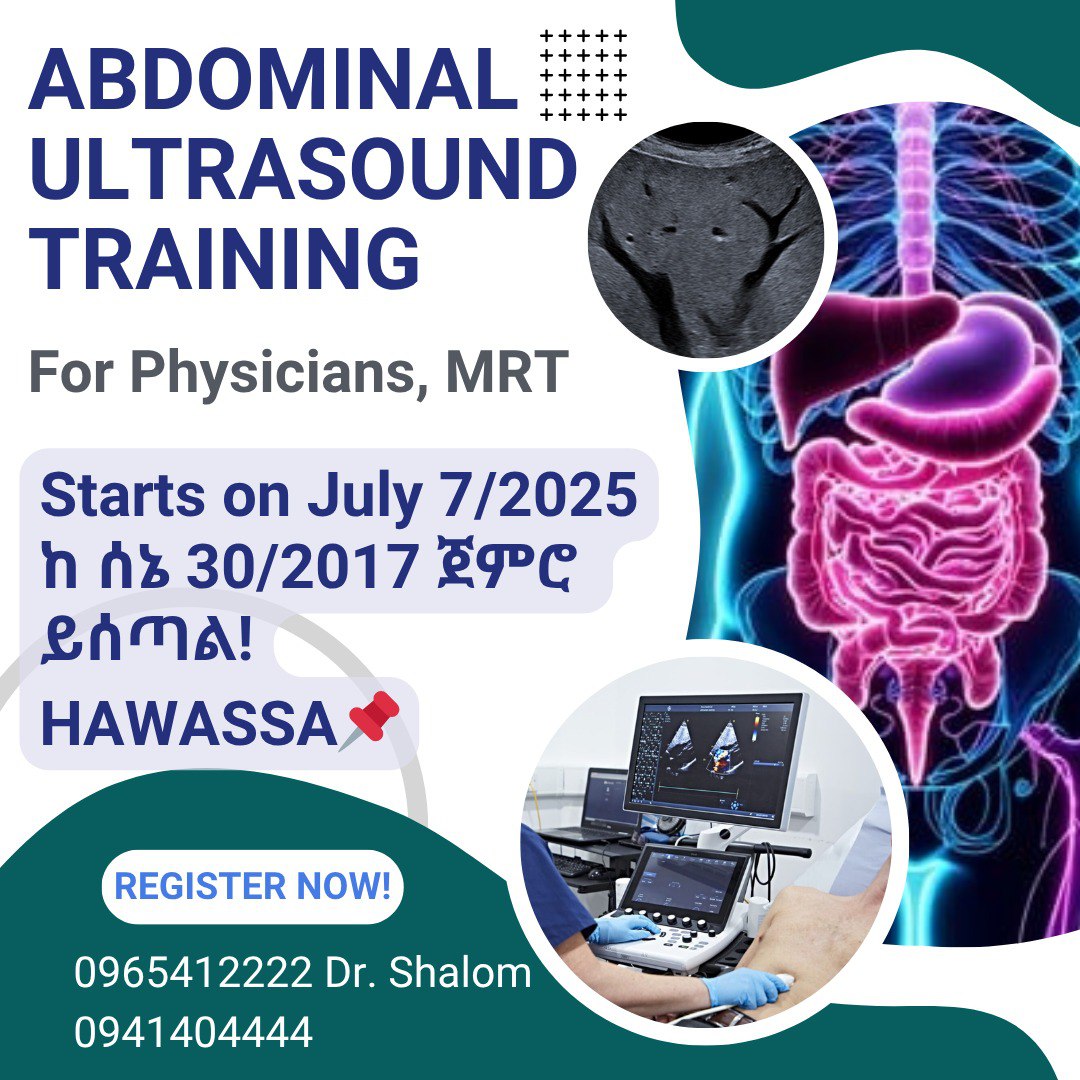 ABDOMINAL
ULTRASOUND
TRAINING
For Physicians, MRT
Starts on July 7/2025
ከ ሰኔ 30/2017 ጀምሮ
ይሰጣል!
HAWASSA📌
REGISTER NOW!
0965412222 Dr. Shalom
0941404444